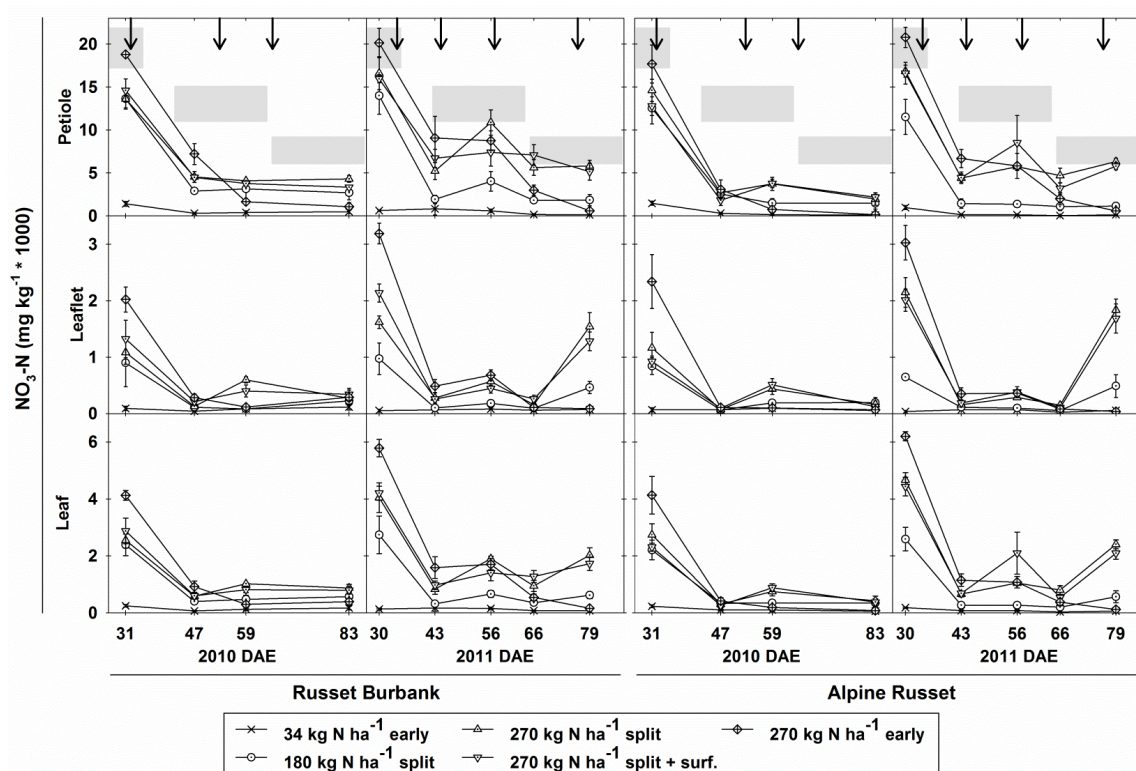 NO3-N (mg kg-1 * 1000)
Petiole
20
15
10
5
0
Leaflet
3
2
1
0
Leaf
6
4
2
0
31 47 59 83 30 43 56 66 79 31 47 59 83 30 43 56 66 79
2010 DAE 2011 DAE 2010 DAE 2011 DAE
Russet Burbank Alpine Russet
34 kg N ha-1 early 270 kg N ha-1 split 270 kg N ha-1 early
180 kg N ha-1 split 270 kg N ha-1 split + surf.